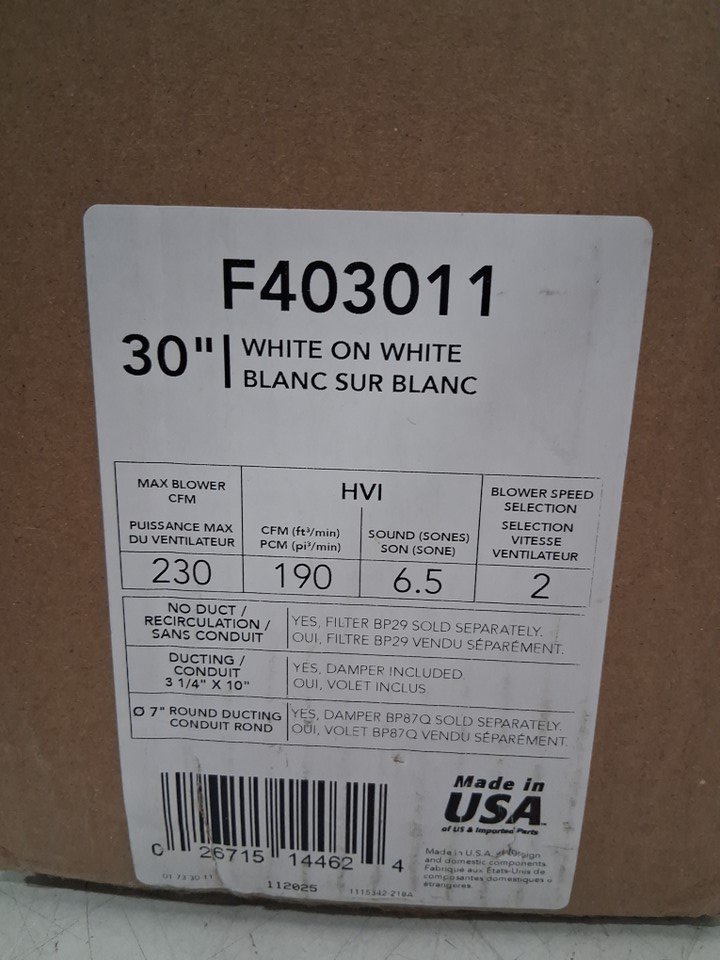 F403011
30" | WHITE ON WHITE
BLANC SUR BLANC
MAX BLOWER
CFM
PUISSANCE MAX
DU VENTILATEUR
230
HVI
CFM (ft³/min)
PCM (pi³/min)
190
SOUND (SONES)
SON (SONE)
6.5
BLOWER SPEED
SELECTION
SELECTION
VITESSE
VENTILATEUR
2
NO DUCT /
RECIRCULATION /
SANS CONDUIT
YES, FILTER BP29 SOLD SEPARATELY.
OUI, FILTRE BP29 VENDU SÉPARÉMENT.
DUCTING /
CONDUIT
3 1/4" X 10"
YES, DAMPER INCLUDED
OUI, VOLET INCLUS
Ø 7" ROUND DUCTING
CONDUIT ROND
YES, DAMPER BP87Q SOLD SEPARATELY.
OUI, VOLET BP87Q VENDU SÉPARÉMENT.
0 26715 14462 4
112025
1115342-210A
Made in
USA
of US & Imported Parts
Made in U.S.A. of foreign
and domestic components.
Fabriqué aux États-Unis de
composantes domestiques
étrangères.